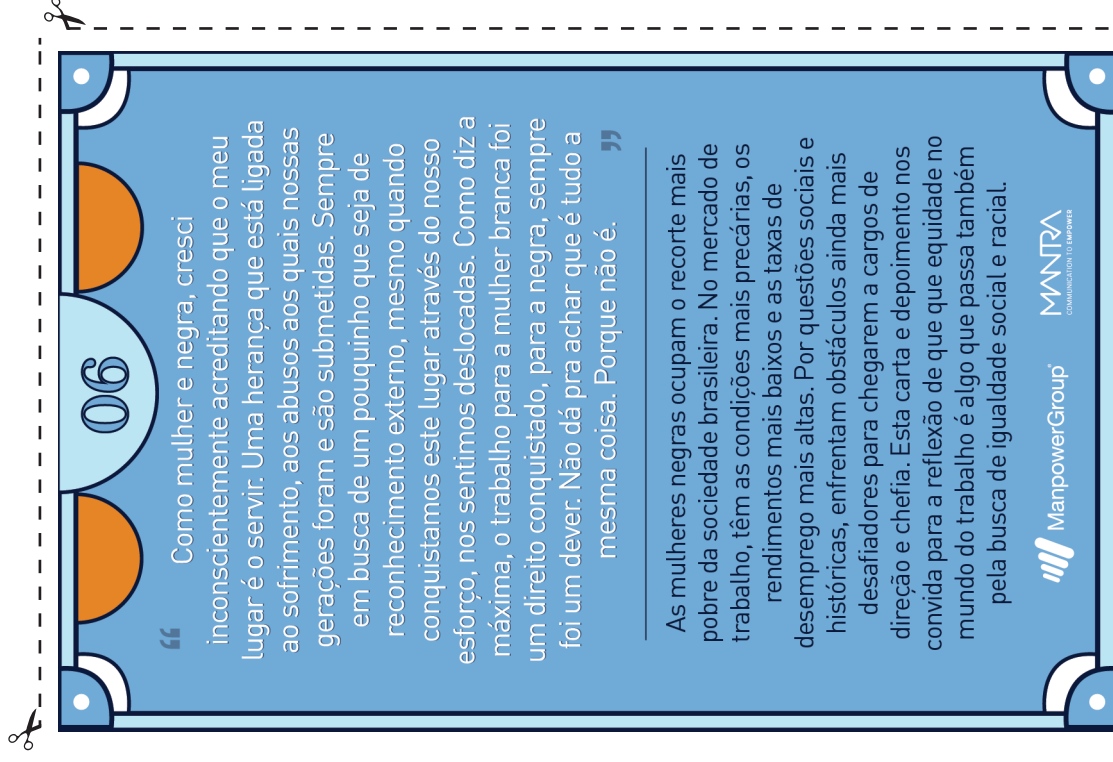 06
“
Como mulher e negra, cresci
inconscientemente acreditando que o meu
lugar é o servir. Uma herança que está ligada
ao sofrimento, aos abusos aos quais nossas
gerações foram e são submetidas. Sempre
em busca de um pouquinho que seja de
reconhecimento externo, mesmo quando
conquistamos este lugar através do nosso
esforço, nos sentimos deslocadas. Como diz a
máxima, o trabalho para a mulher branca foi
um direito conquistado, para a negra, sempre
foi um dever. Não dá pra achar que é tudo a
mesma coisa. Porque não é.
”
As mulheres negras ocupam o recorte mais
pobre da sociedade brasileira. No mercado de
trabalho, têm as condições mais precárias, os
rendimentos mais baixos e as taxas de
desemprego mais altas. Por questões sociais e
históricas, enfrentam obstáculos ainda mais
desafiadores para chegarem a cargos de
direção e chefia. Esta carta e depoimento nos
convida para a reflexão de que que equidade no
mundo do trabalho é algo que passa também
pela busca de igualdade social e racial.
ManpowerGroup®
MANTRA
COMMUNICATION TO EMPOWER